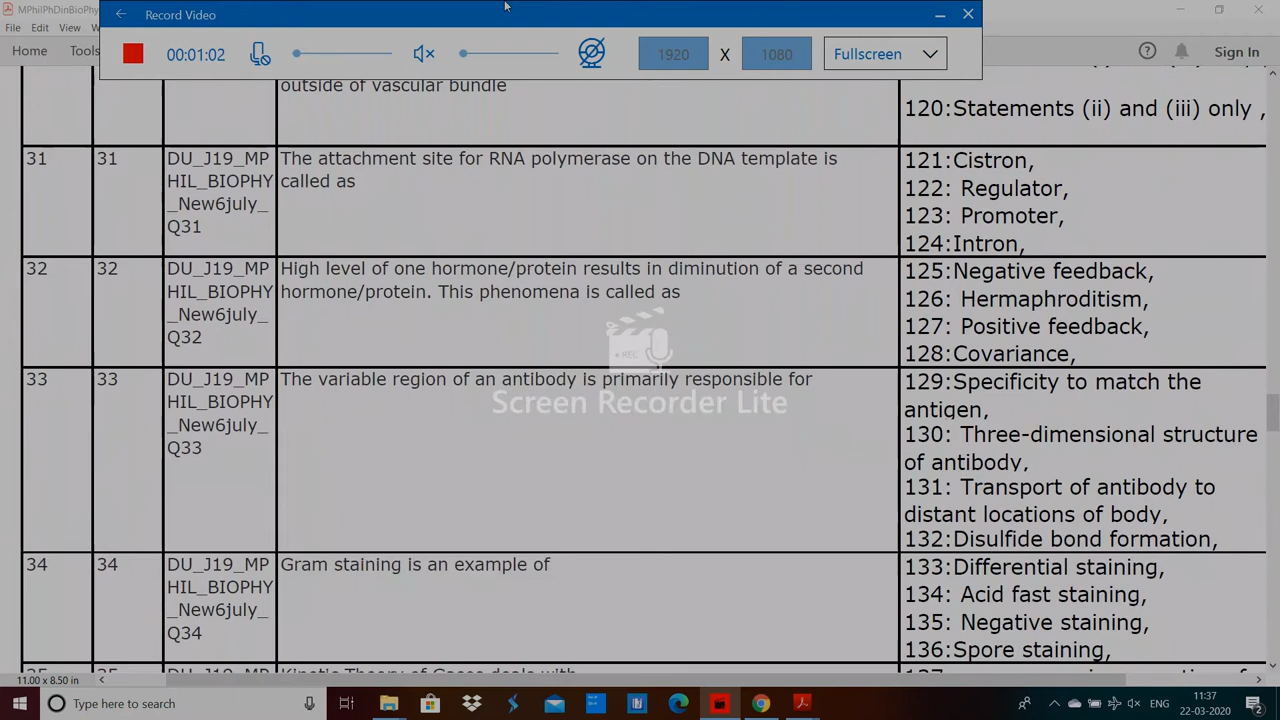 MPhilPhDinBioPhy
Record Video
File Edit View W
00:01:02
1920 X 1080 Fullscreen
Home Tools
Sign In
outside of vascular bundle
120:Statements (ii) and (iii) only ,
31 31 DU_J19_MP The attachment site for RNA polymerase on the DNA template is 121:Cistron,
HIL_BIOPHY called as 122: Regulator,
_New6july_ 123: Promoter,
Q31 124:Intron,
32 32 DU_J19_MP High level of one hormone/protein results in diminution of a second 125:Negative feedback,
HIL_BIOPHY hormone/protein. This phenomena is called as 126: Hermaphroditism,
_New6july_ 127: Positive feedback,
Q32 128:Covariance,
33 33 DU_J19_MP The variable region of an antibody is primarily responsible for 129:Specificity to match the
HIL_BIOPHY antigen,
_New6july_ 130: Three-dimensional structure
Q33 of antibody,
131: Transport of antibody to
distant locations of body,
132:Disulfide bond formation,
REC
Screen Recorder Lite
34 34 DU_J19_MP Gram staining is an example of 133:Differential staining,
HIL_BIOPHY 134: Acid fast staining,
_New6july_ 135: Negative staining,
Q34 136:Spore staining,
Kinetic Theory of Gases deals with
11.00 x 8.50 in
Type here to search
ENG
11:37
22-03-2020
2